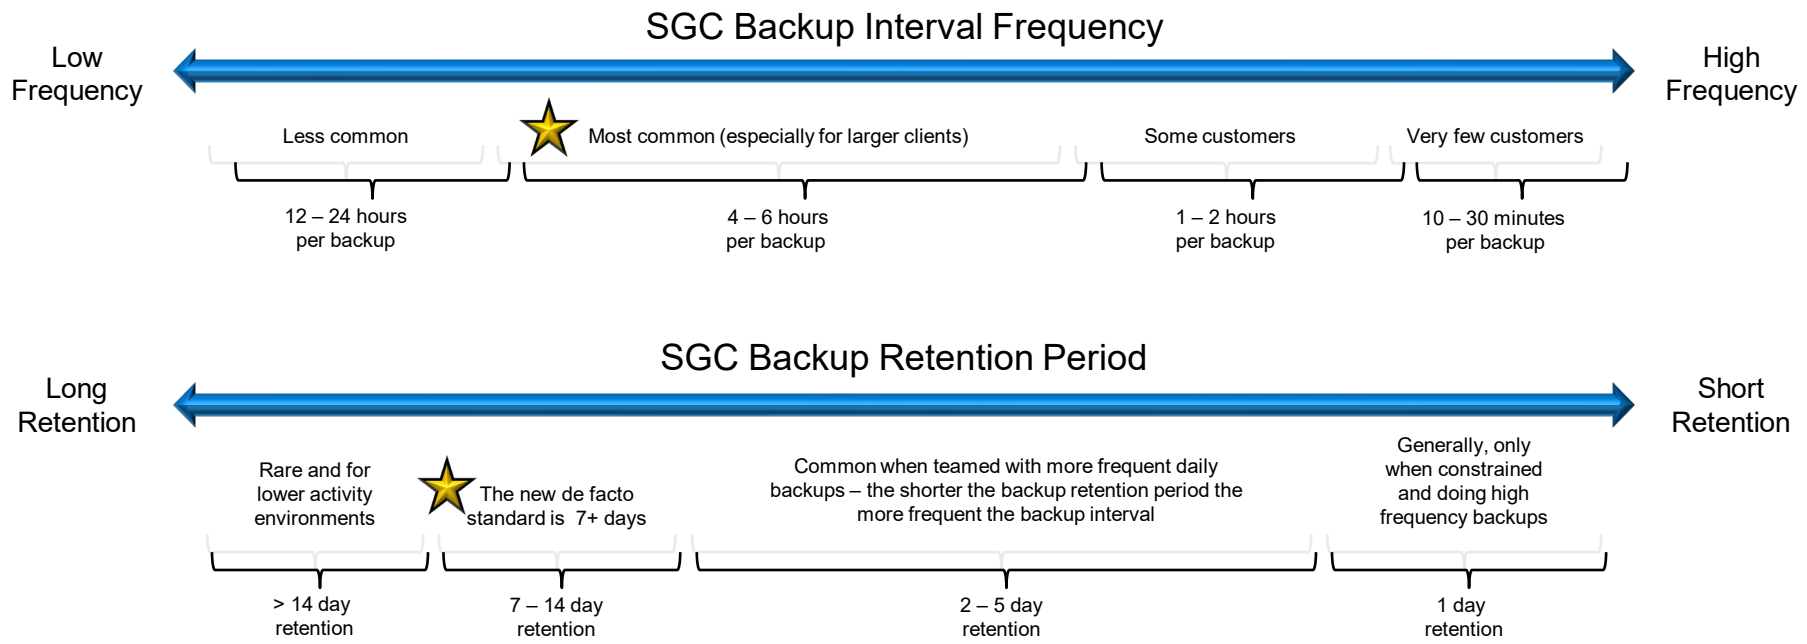 SGC Backup Interval Frequency
Low
Frequency
High
Frequency
Less common
Most common (especially for larger clients)
Some customers
Very few customers
12 – 24 hours
per backup
4 – 6 hours
per backup
1 – 2 hours
per backup
10 – 30 minutes
per backup
SGC Backup Retention Period
Long
Retention
Short
Retention
Rare and for
lower activity
environments
The new de facto
standard is 7+ days
Common when teamed with more frequent daily
backups – the shorter the backup retention period the
more frequent the backup interval
Generally, only
when constrained
and doing high
frequency backups
> 14 day
retention
7 – 14 day
retention
2 – 5 day
retention
1 day
retention